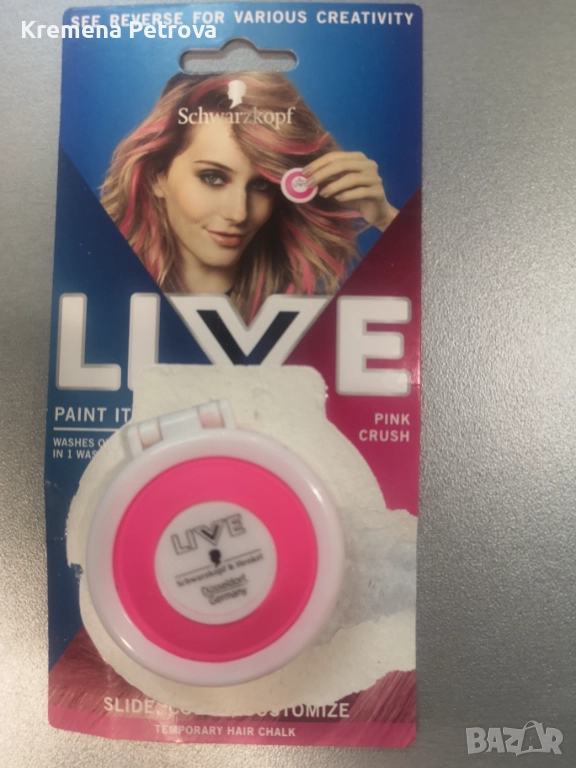 SEE REVERSE FOR VARIOUS CREATIVITY
Kremena Petrova
Schwarzkopf
LIVE
PAINT IT
PINK
CRUSH
WASHES
IN 1
LIVE
Schwarzkopf & Henkel
Düsseldorf
Germany
SLIDE CUSTOMIZE
TEMPORARY HAIR CHALK
BAZAR